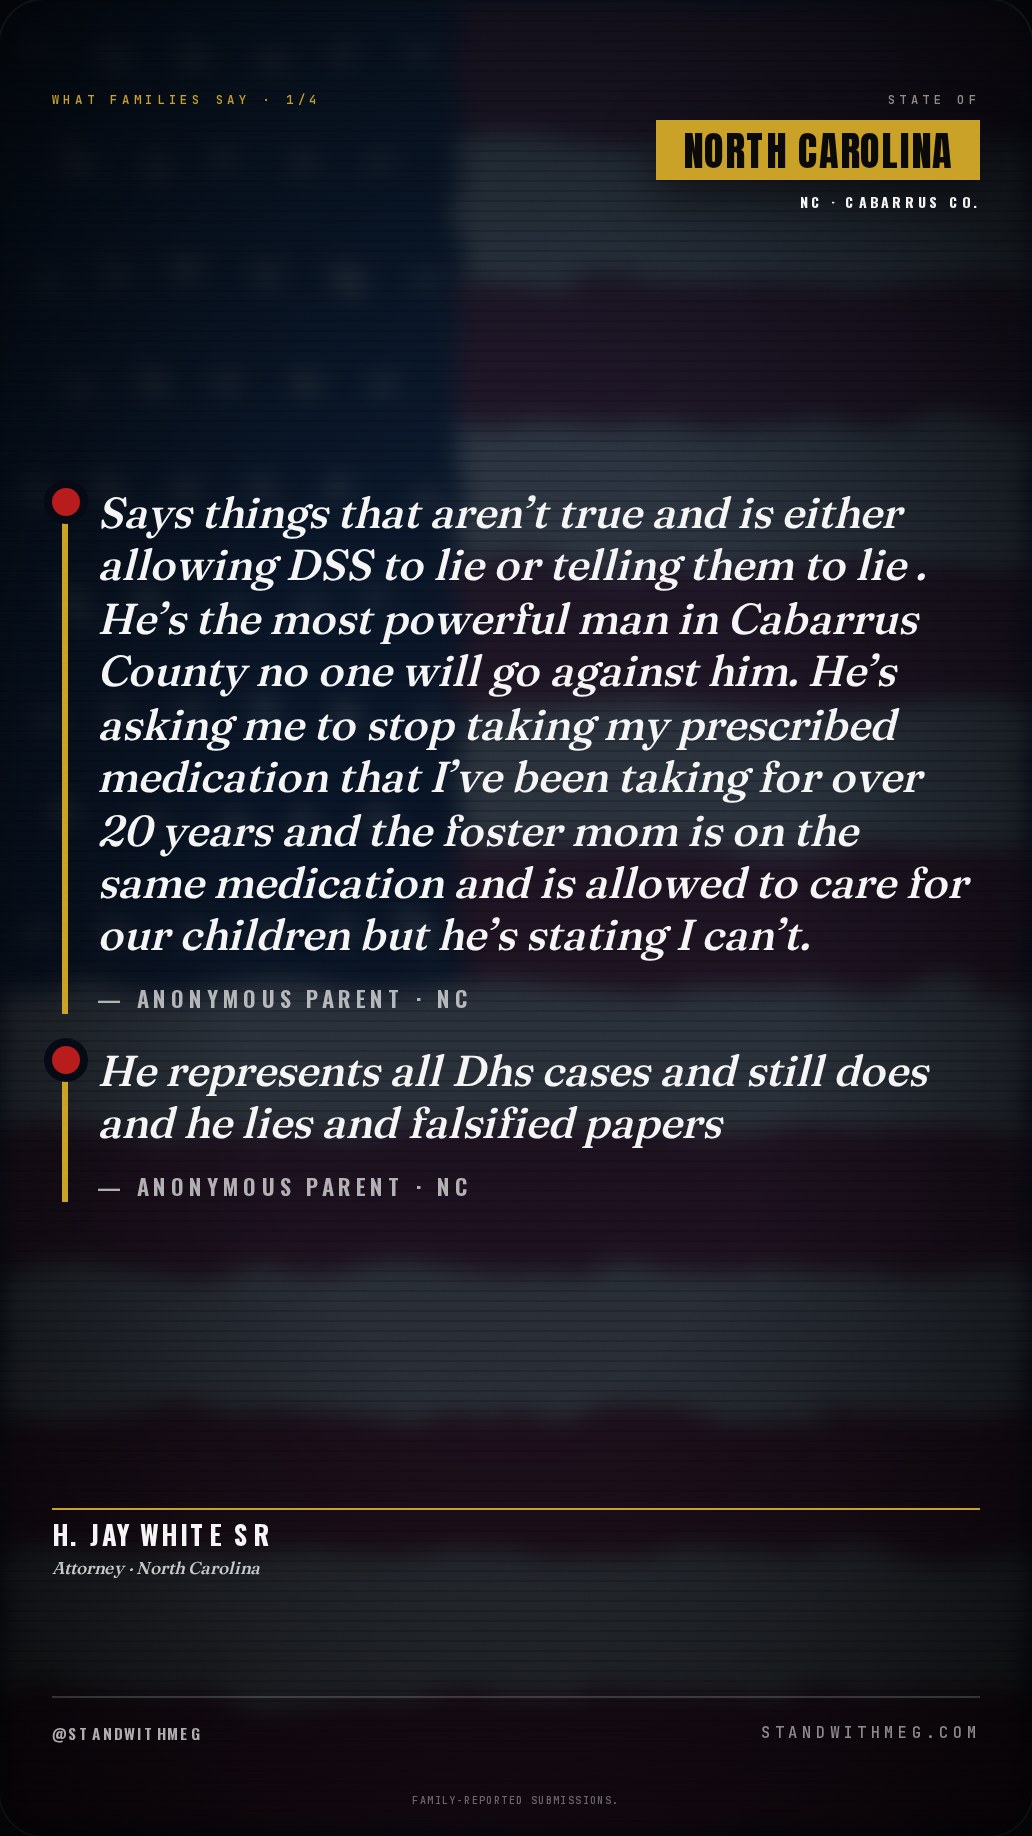 WHAT FAMILIES SAY · 1/4
STATE OF
NORTH CAROLINA
NC · CABARRUS CO.
Says things that aren’t true and is either
allowing DSS to lie or telling them to lie .
He’s the most powerful man in Cabarrus
County no one will go against him. He’s
asking me to stop taking my prescribed
medication that I’ve been taking for over
20 years and the foster mom is on the
same medication and is allowed to care for
our children but he’s stating I can’t.
— ANONYMOUS PARENT · NC
He represents all Dhs cases and still does
and he lies and falsified papers
— ANONYMOUS PARENT · NC
H. JAY WHITE SR
Attorney · North Carolina
@STANDWITHMEG
STANDWITHMEG.COM
FAMILY-REPORTED SUBMISSIONS.